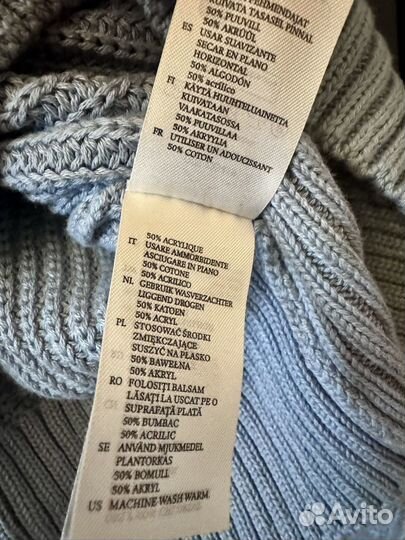 PEHMENDAJAT
KUIVATA TASASEL PINNAL
50% PUUVILL
50% AKRÜÜL
ES USAR SUAVIZANTE
SECAR EN PLANO
HORIZONTAL
50% ALGODÓN
50% acrílico
FI KÄYTÄ HUUHTELUAINETTA
KUIVATAAN
VAAKATASOSSA
50% PUUVILLAA
50% AKRYYLIA
FR UTILISER UN ADOUCISSANT
50% COTON
50% ACRYLIQUE
IT USARE AMMORBIDENTE
ASCIUGARE IN PIANO
50% COTONE
50% ACRILICO
NL GEBRUIK WASVERZACHTER
LIGGEND DROGEN
50% KATOEN
50% ACRYL
PL STOSOWAĆ ŚRODKI
ZMIĘKCZAJĄCE
SUSZYĆ NA PŁASKO
50% BAWEŁNA
50% AKRYL
RO FOLOSIȚI BALSAM
LĂSAȚI LA USCAT PE O
SUPRAFAȚĂ PLATĂ
50% BUMBAC
50% ACRILIC
SE ANVÄND MJUKMEDEL
PLANTORKAS
50% BOMULL
50% AKRYL
US MACHINE WASH WARM.
Avito